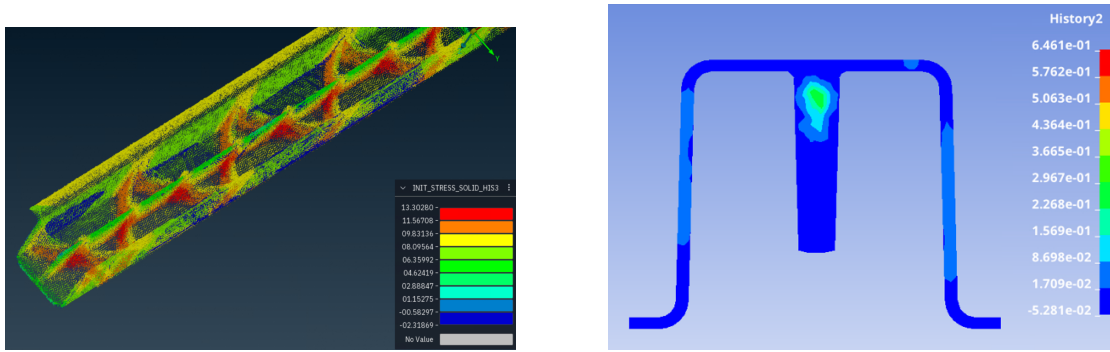 Y
INIT_STRESS_SOLID_HIS3
13.30280
11.56708
09.83136
08.09564
06.35992
04.62419
02.88847
01.15275
-00.58297
-02.31869
No Value
History2
6.461e-01
5.762e-01
5.063e-01
4.364e-01
3.665e-01
2.967e-01
2.268e-01
1.569e-01
8.698e-02
1.709e-02
-5.281e-02